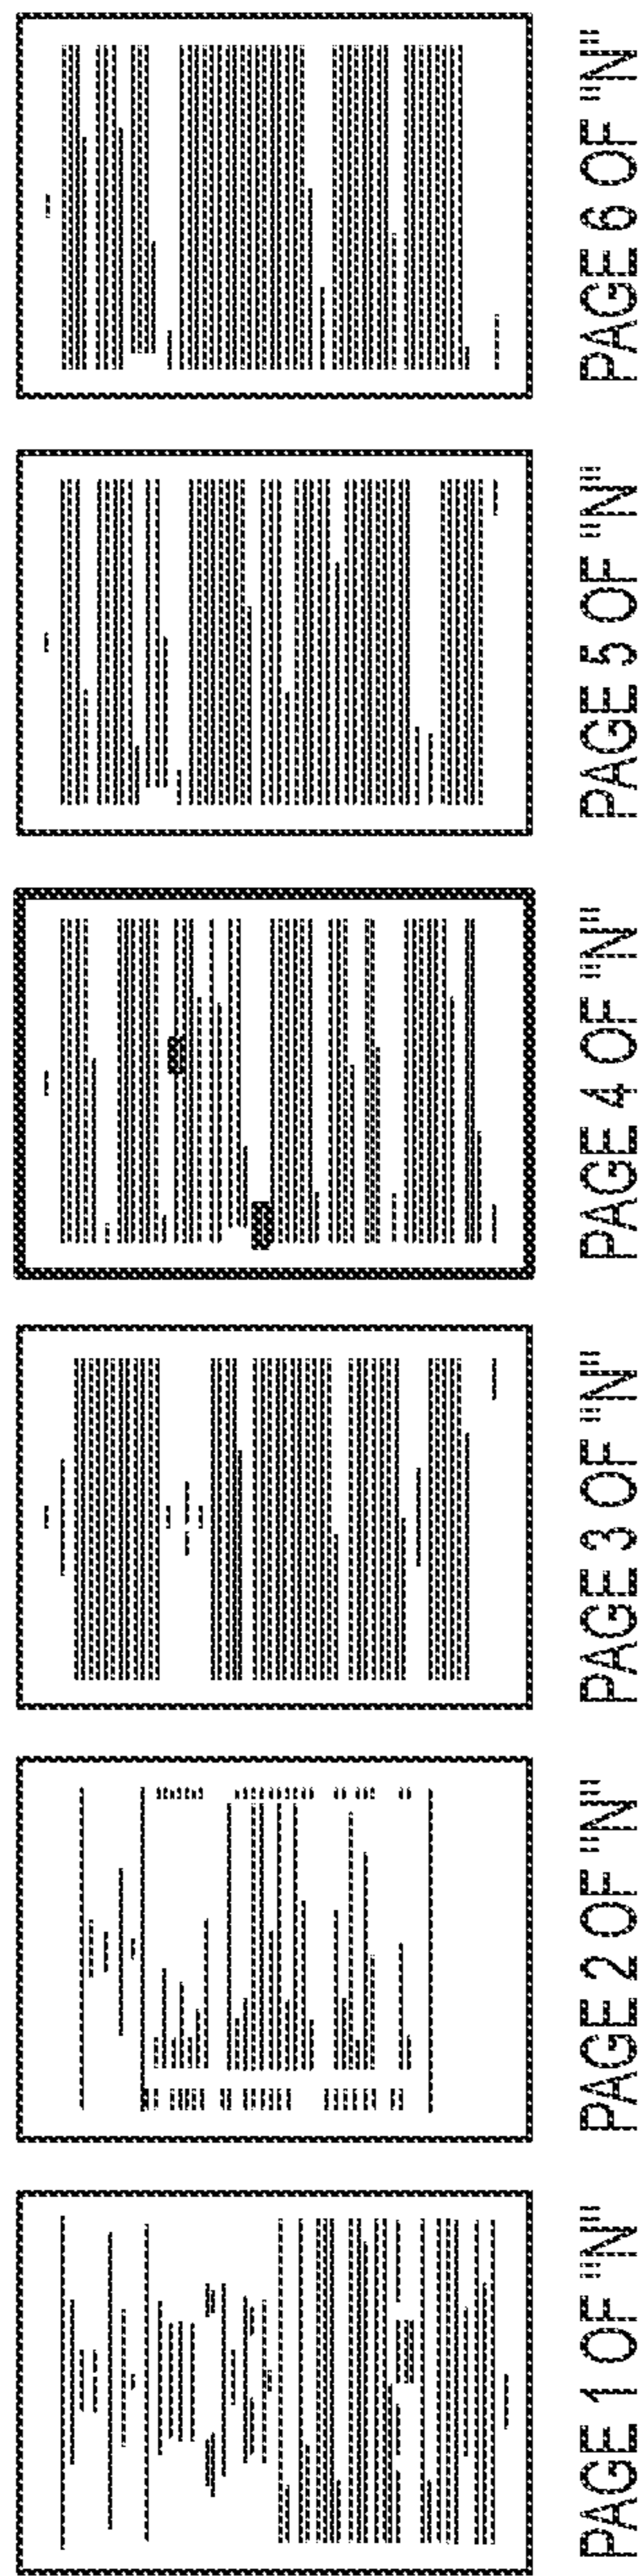 PAGE 1 OF "N"
PAGE 2 OF "N"
PAGE 3 OF "N"
PAGE 4 OF "N"
PAGE 5 OF "N"
PAGE 6 OF "N"